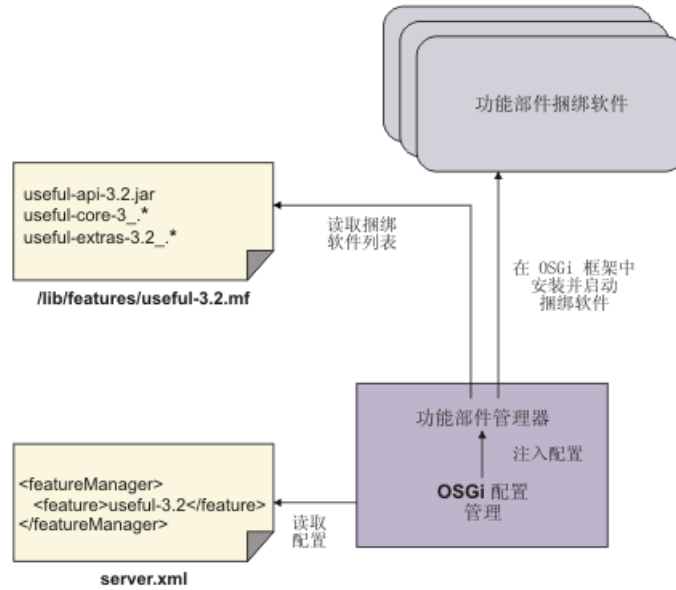 功能部件捆绑软件
useful-api-3.2.jar
useful-core-3_.*
useful-extras-3.2_.*
/lib/features/useful-3.2.mf
读取捆绑
软件列表
在 OSGi 框架中
安装并启动
捆绑软件
功能部件管理器
注入配置
OSGi 配置
管理
<featureManager>
<feature>useful-3.2</feature>
</featureManager>
server.xml
读取
配置